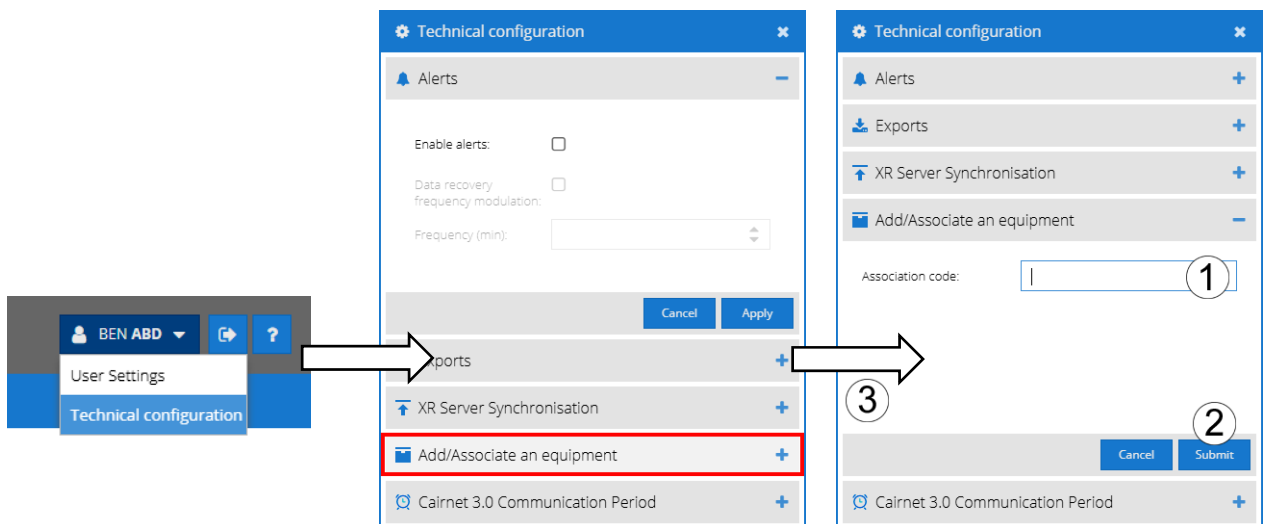 BEN ABD
?
User Settings
Technical configuration
Technical configuration
Alerts
Enable alerts:
Data recovery
frequency modulation:
Frequency (min):
Cancel Apply
xports
XR Server Synchronisation
Add/Associate an equipment
Cairnet 3.0 Communication Period
Technical configuration
Alerts
Exports
XR Server Synchronisation
Add/Associate an equipment
Association code:
1
3
2
Cancel Submit
Cairnet 3.0 Communication Period